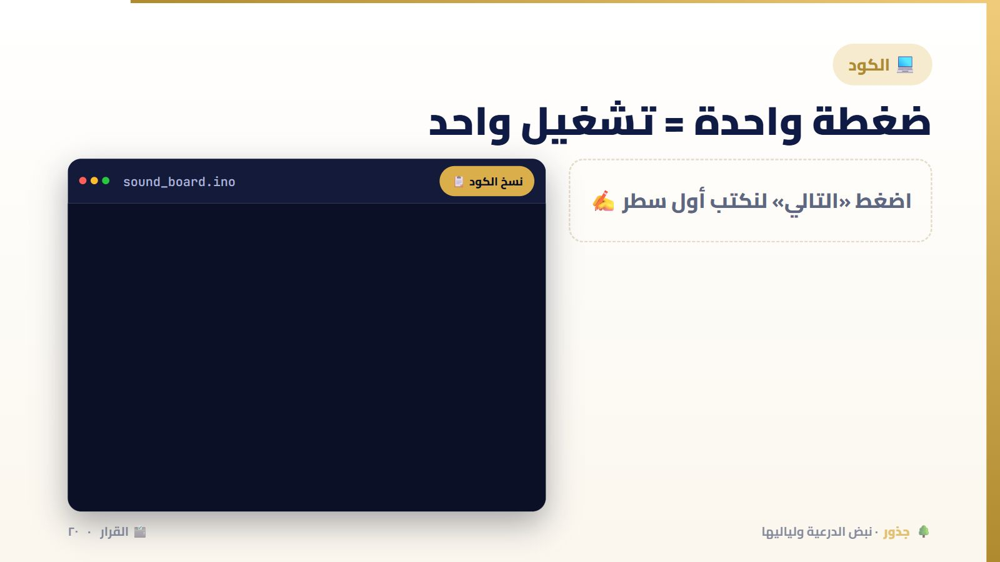 💻 الكود
ضغطة واحدة = تشغيل واحد
اضغط «التالي» لنكتب أول سطر ✍️
sound_board.ino
نسخ الكود 📋
🌳 جذور · نبض الدرعية ولياليها
🗳️ القرار · ٢٠